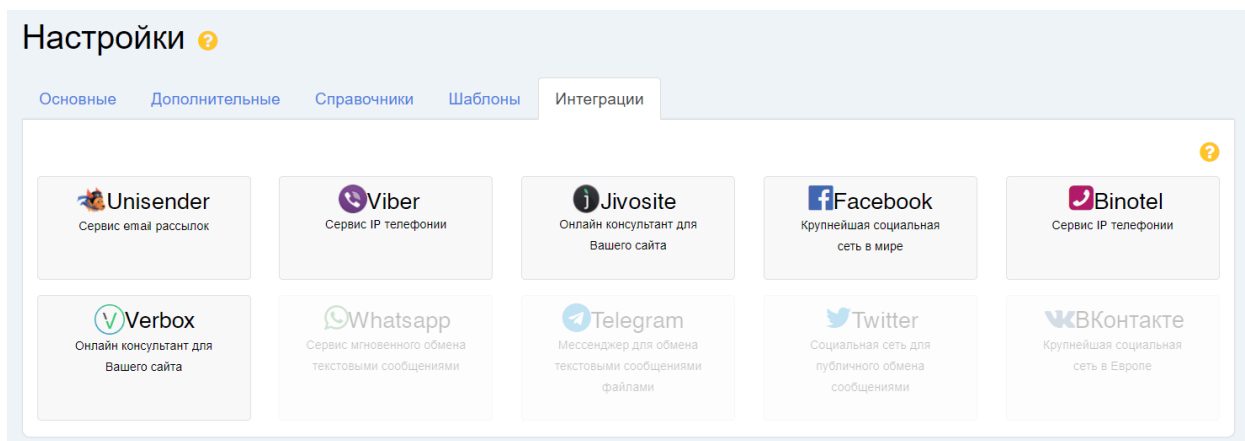 Настройки
Основные Дополнительные Справочники Шаблоны Интеграции
Unisender
Сервис email рассылок
Viber
Сервис IP телефонии
Jivosite
Онлайн консультант для
Вашего сайта
Facebook
Крупнейшая социальная
сеть в мире
Binotel
Сервис IP телефонии
Verbox
Онлайн консультант для
Вашего сайта
Whatsapp
Сервис мгновенного обмена
текстовыми сообщениями
Telegram
Мессенджер для обмена
текстовыми сообщениями
файлами
Twitter
Социальная сеть для
публичного обмена
сообщениями
ВКонтакте
Крупнейшая социальная
сеть в Европе